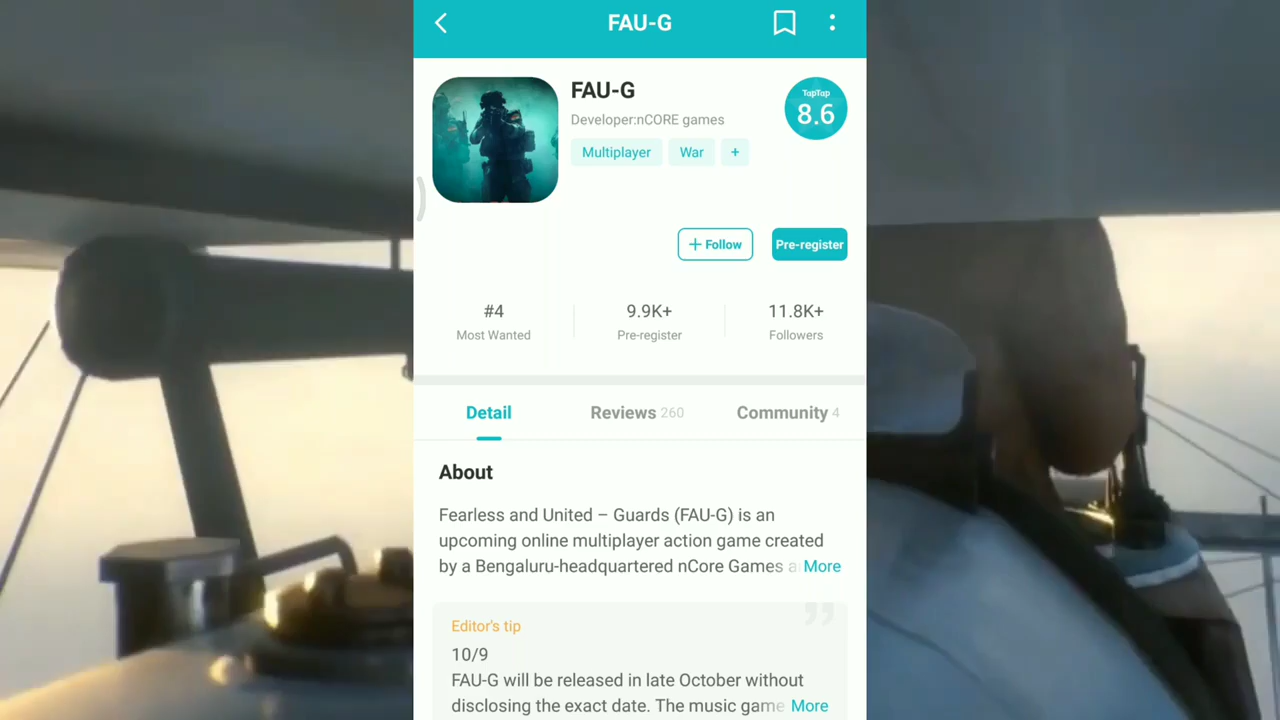 FAU-G
FAU-G
Developer:nCORE games
Multiplayer War +
TapTap
8.6
+ Follow
Pre-register
#4
Most Wanted
9.9K+
Pre-register
11.8K+
Followers
Detail
Reviews 260
Community 4
About
Fearless and United – Guards (FAU-G) is an
upcoming online multiplayer action game created
by a Bengaluru-headquartered nCore Games a More
Editor's tip
10/9
FAU-G will be released in late October without
disclosing the exact date. The music game More